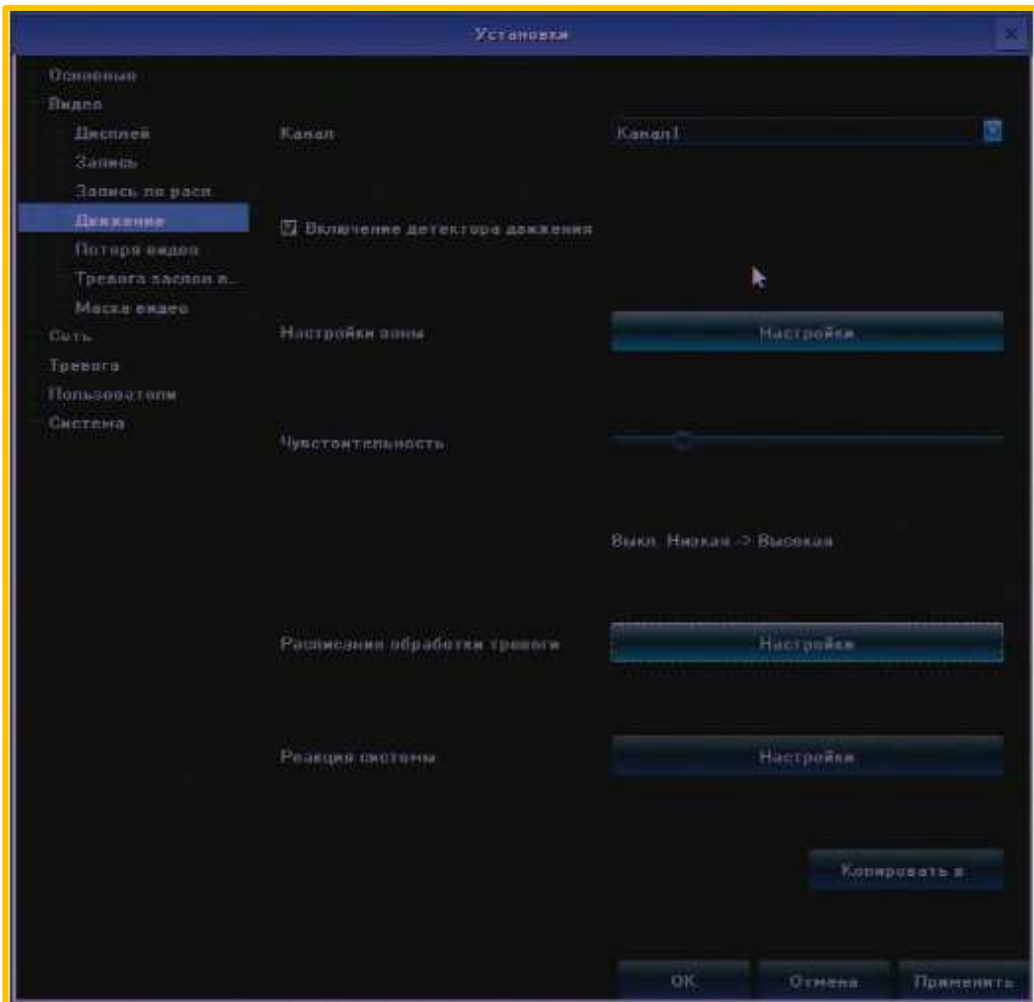 Установки
Основные
Видео
Дисплей
Запись
Запись по расп.
Движение
Потеря видео
Тревога заслон в..
Маска видео
Сеть
Тревога
Пользователи
Система
Канал
Канал1
Включение детектора движения
Настройки зоны
Настройки
Чувствительность
Выкл. Низкая -> Высокая
Расписания обработки тревоги
Настройки
Реакция системы
Настройки
Копировать в
ОК
Отмена
Применить